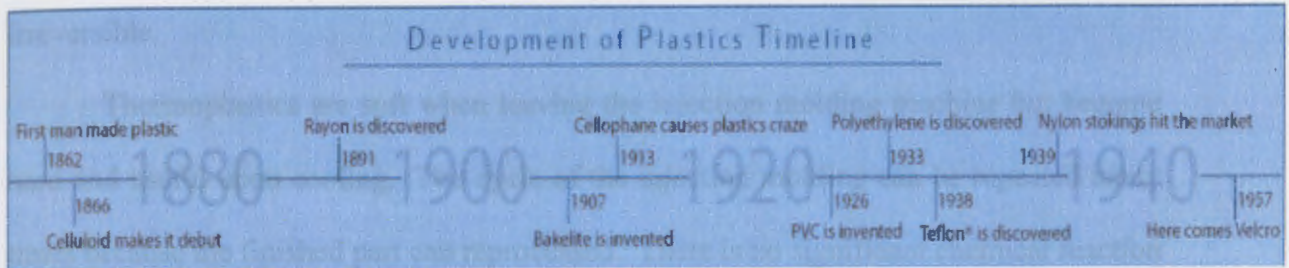 Development of Plastics Timeline
First man made plastic
Rayon is discovered
Cellophane causes plastics craze
Polyethylene is discovered
Nylon stokings hit the market
1862
1891
1913
1933
1939
1880
1900
1920
1940
1866
1907
1926
1938
1957
Celluloid makes it debut
Bakelite is invented
PVC is invented
Teflon® is discovered
Here comes Velcro